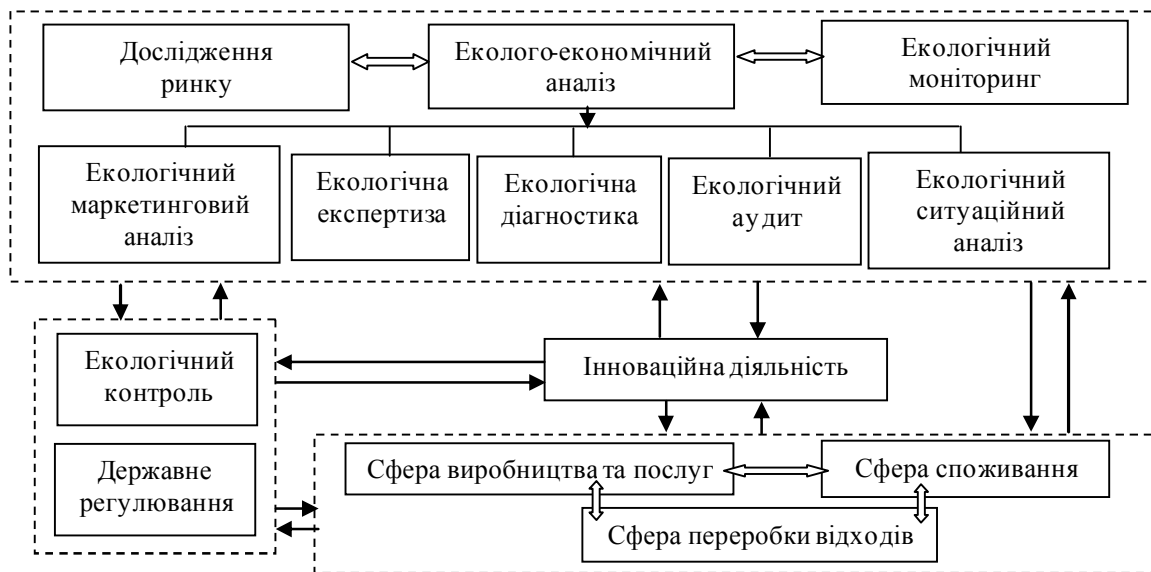 Дослідження
ринку
Еколого-економічний
аналіз
Екологічний
моніторинг
Екологічний
маркетинговий
аналіз
Екологічна
експертиза
Екологічна
діагностика
Екологічний
аудит
Екологічний
ситуаційний
аналіз
Екологічний
контроль
Державне
регулювання
Інноваційна діяльність
Сфера виробництва та послуг
Сфера споживання
Сфера переробки відходів